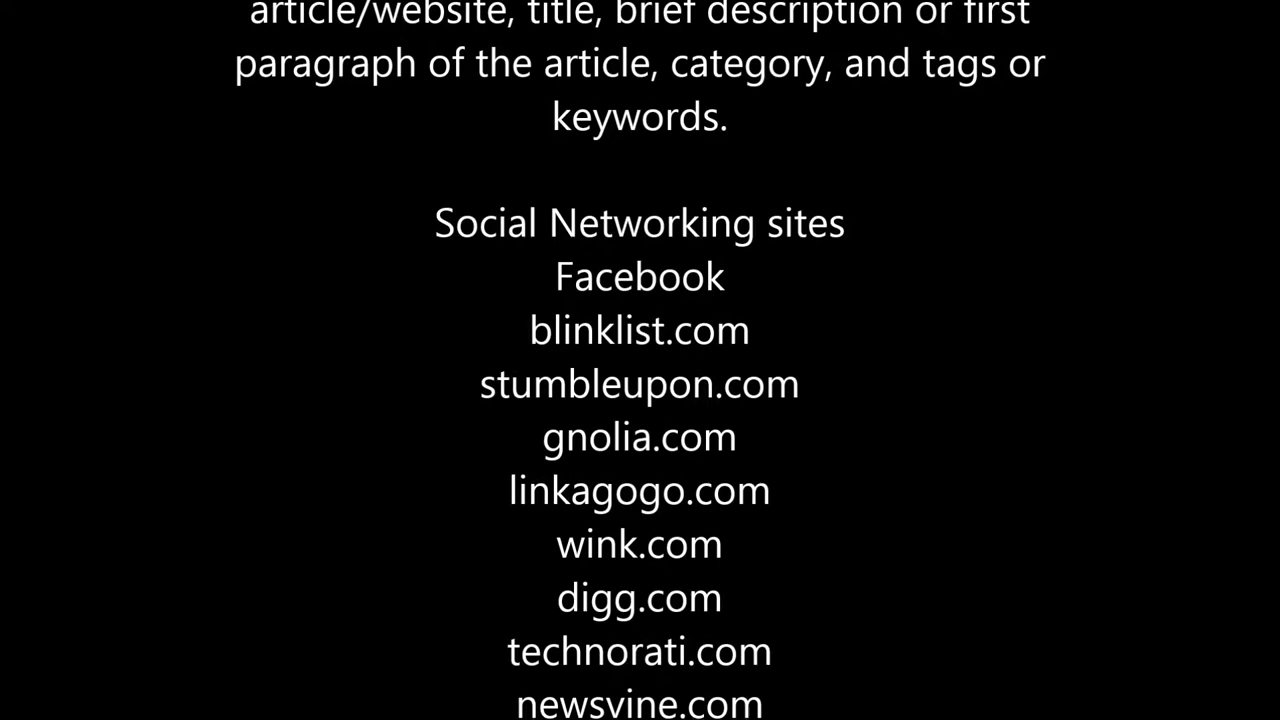 article/website, title, brief description or first
paragraph of the article, category, and tags or
keywords.
Social Networking sites
Facebook
blinklist.com
stumbleupon.com
gnolia.com
linkagogo.com
wink.com
digg.com
technorati.com
newsvine.com